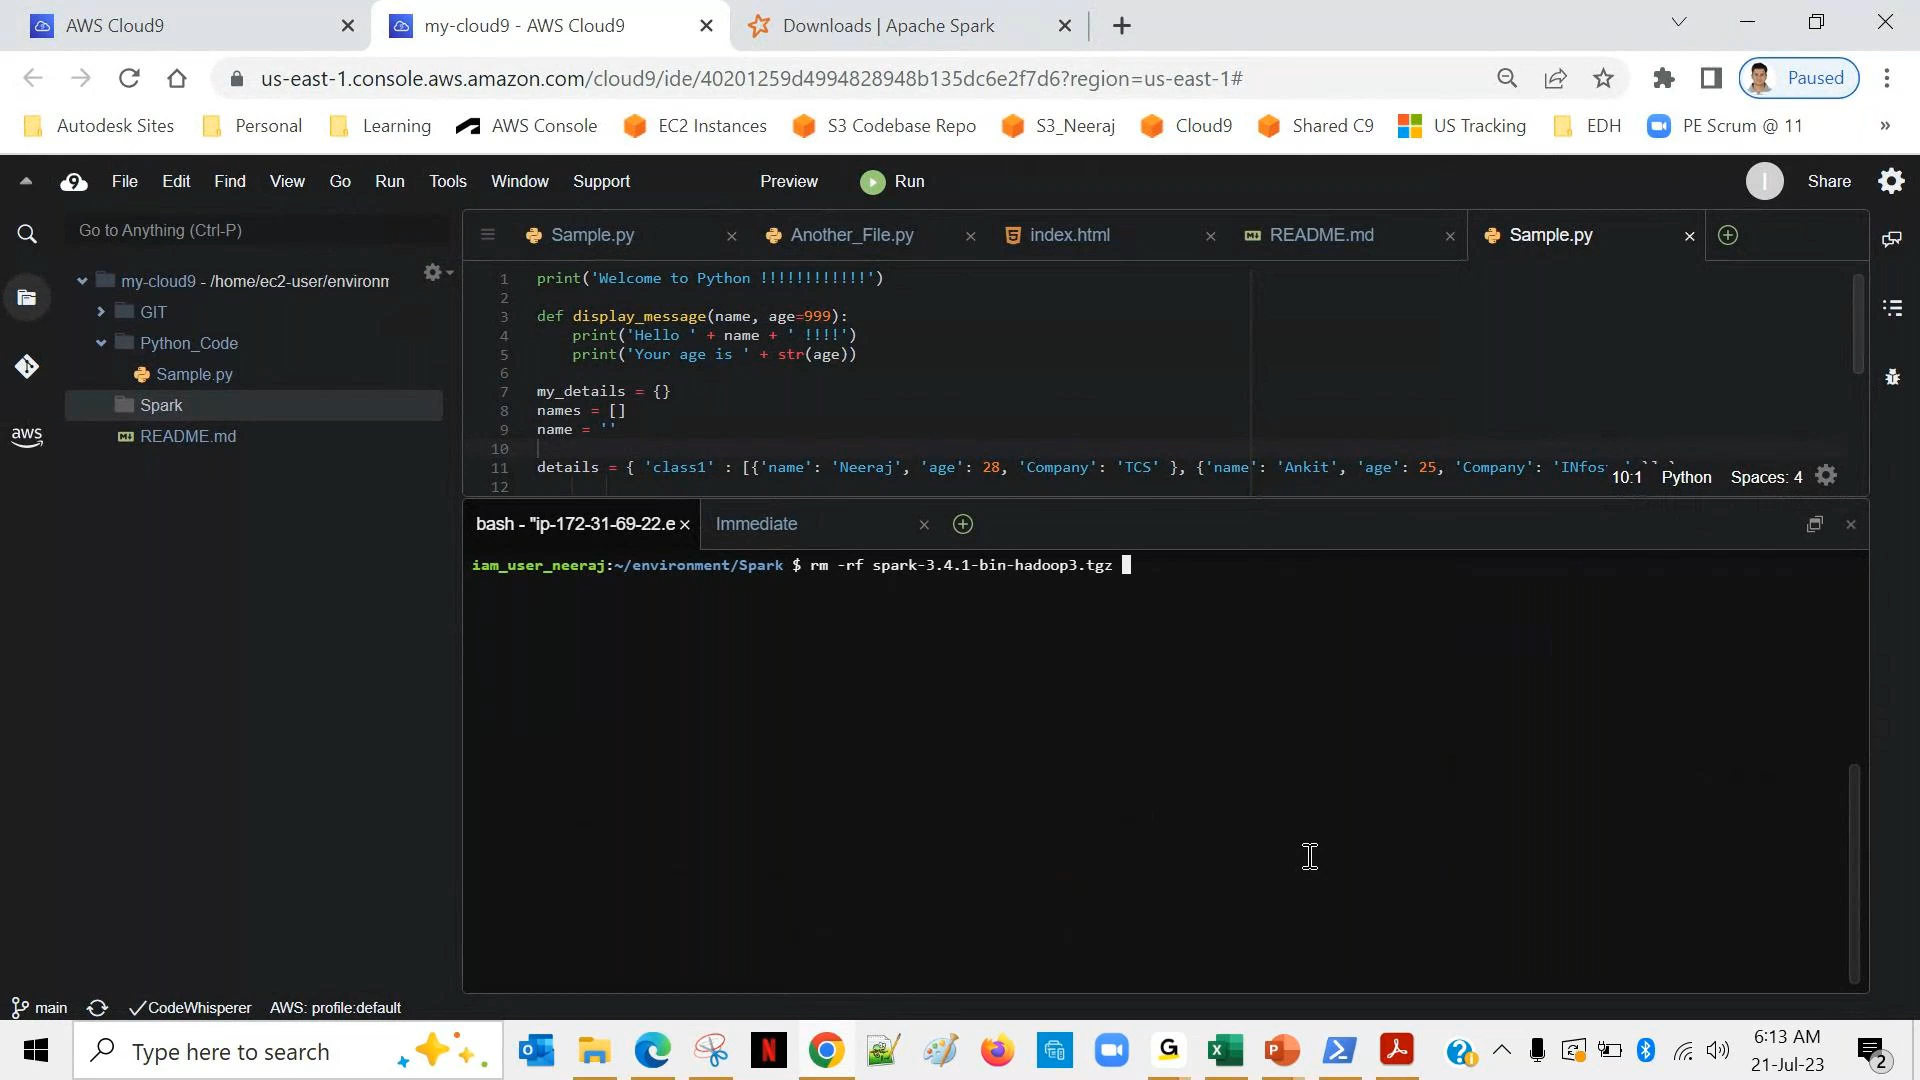 AWS Cloud9
my-cloud9 - AWS Cloud9
Downloads | Apache Spark
us-east-1.console.aws.amazon.com/cloud9/ide/40201259d4994828948b135dc6e2f7d6?region=us-east-1#
Paused
Autodesk Sites
Personal
Learning
AWS Console
EC2 Instances
S3 Codebase Repo
S3_Neeraj
Cloud9
Shared C9
US Tracking
EDH
PE Scrum @ 11
»
9
File
Edit
Find
View
Go
Run
Tools
Window
Support
Preview
Run
I
Share
Go to Anything (Ctrl-P)
Sample.py
Another_File.py
index.html
README.md
Sample.py
my-cloud9 - /home/ec2-user/environm
GIT
Python_Code
Sample.py
Spark
README.md
aws
1 print('Welcome to Python !!!!!!!!!!!!')
2
3 def display_message(name, age=999):
4 print('Hello ' + name + ' !!!!')
5 print('Your age is ' + str(age))
6
7 my_details = {}
8 names = []
9 name = ''
10
11 details = { 'class1' : [{'name': 'Neeraj', 'age': 28, 'Company': 'TCS' }, {'name': 'Ankit', 'age': 25, 'Company': 'INfos
12
10:1 Python Spaces: 4
bash - "ip-172-31-69-22.e
Immediate
iam_user_neeraj:~/environment/Spark $ rm -rf spark-3.4.1-bin-hadoop3.tgz
main
CodeWhisperer
AWS: profile:default
Type here to search
6:13 AM
21-Jul-23
2